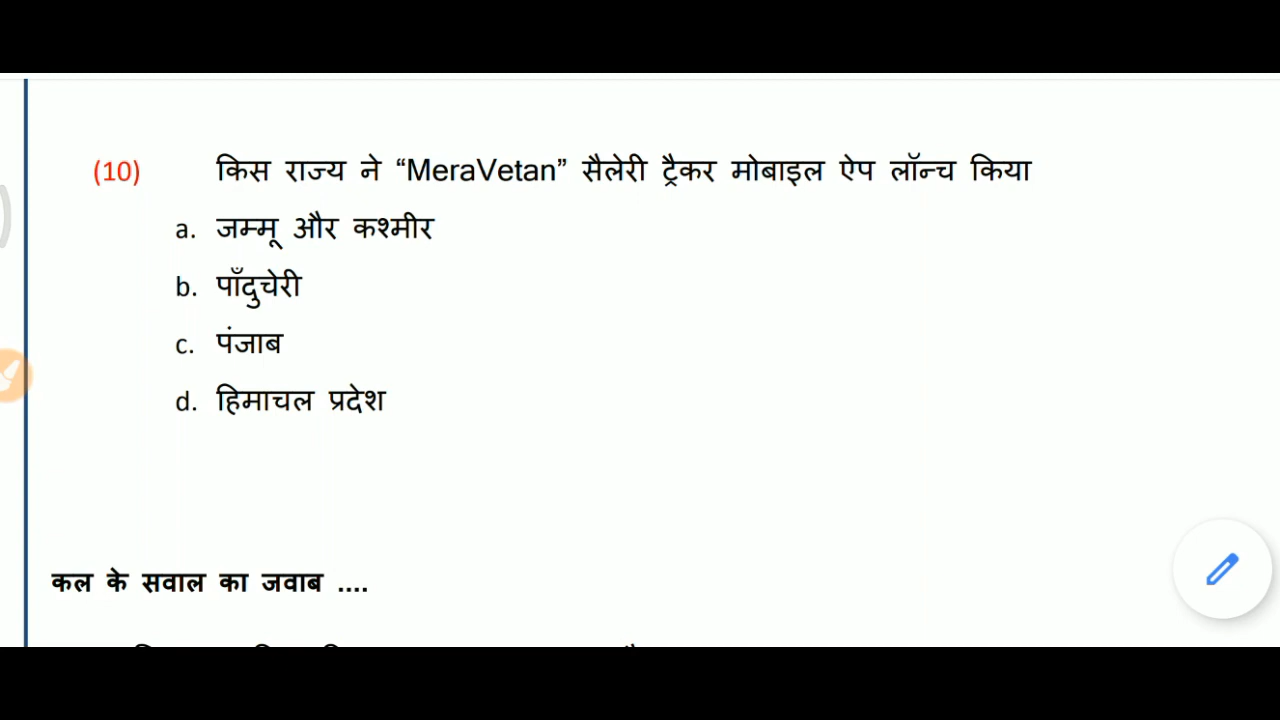 (10) किस राज्य ने “MeraVetan” सैलेरी ट्रैकर मोबाइल ऐप लॉन्च किया
a. जम्मू और कश्मीर
b. पाँदुचेरी
c. पंजाब
d. हिमाचल प्रदेश
कल के सवाल का जवाब ....